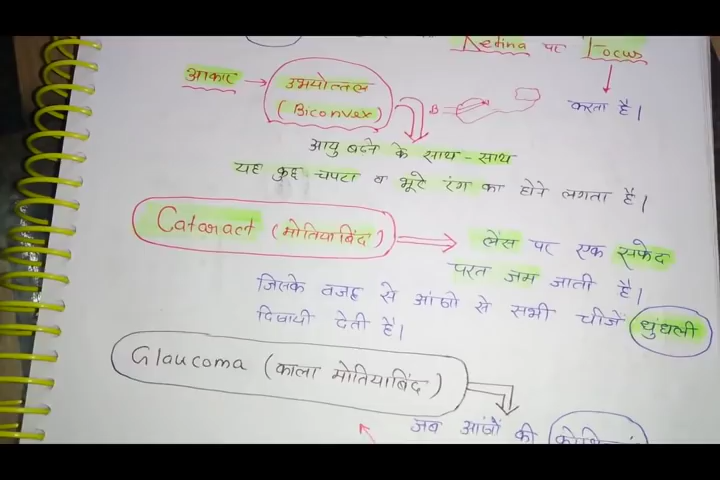 Retina पर Focus
करता है।
आकार → उभयोत्तल
(Biconvex)
आयु बढ़ने के साथ-साथ
यह कुछ चपटा व भूरे रंग का होने लगता है।
Cataract (मोतियाबिंद) लेंस पर एक सफेद
परत जम जाती है।
जिसके वजह से आंखो से सभी चीजें धुंधली
दिखायी देती है।
Glaucoma (काला मोतियाबिंद)
जब आंखों की